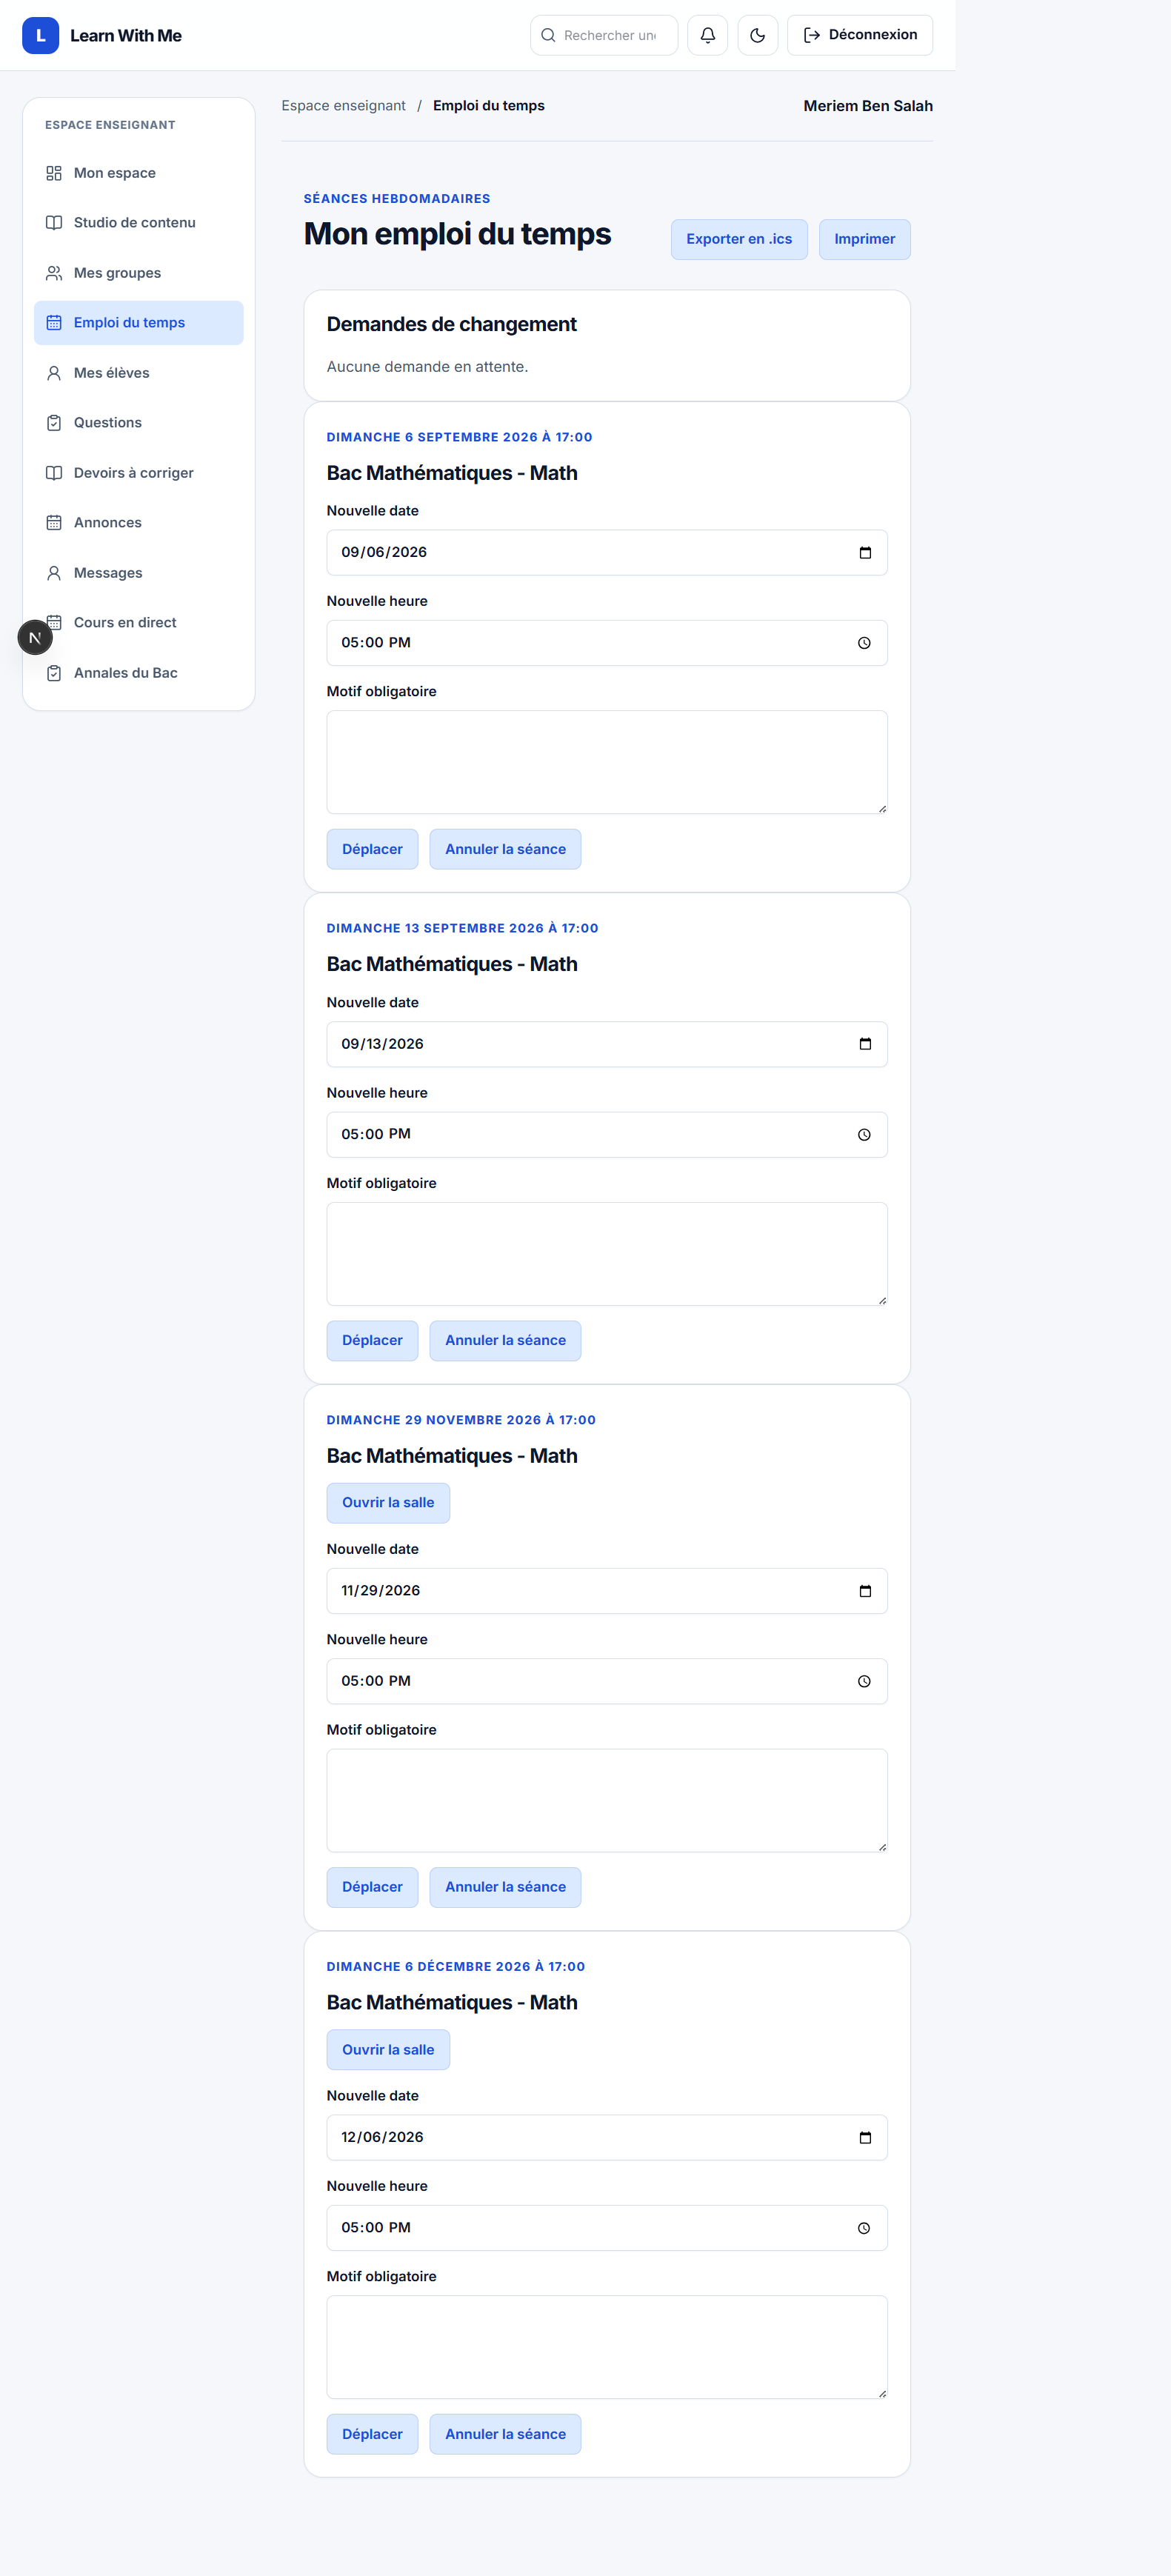 L Learn With Me
Rechercher un
Déconnexion
ESPACE ENSEIGNANT
Mon espace
Studio de contenu
Mes groupes
Emploi du temps
Mes élèves
Questions
Devoirs à corriger
Annonces
Messages
Cours en direct
Annales du Bac
N
Espace enseignant / Emploi du temps
Meriem Ben Salah
SÉANCES HEBDOMADAIRES
Mon emploi du temps
Exporter en .ics
Imprimer
Demandes de changement
Aucune demande en attente.
DIMANCHE 6 SEPTEMBRE 2026 À 17:00
Bac Mathématiques - Math
Nouvelle date
09/06/2026
Nouvelle heure
05:00 PM
Motif obligatoire
Déplacer
Annuler la séance
DIMANCHE 13 SEPTEMBRE 2026 À 17:00
Bac Mathématiques - Math
Nouvelle date
09/13/2026
Nouvelle heure
05:00 PM
Motif obligatoire
Déplacer
Annuler la séance
DIMANCHE 29 NOVEMBRE 2026 À 17:00
Bac Mathématiques - Math
Ouvrir la salle
Nouvelle date
11/29/2026
Nouvelle heure
05:00 PM
Motif obligatoire
Déplacer
Annuler la séance
DIMANCHE 6 DÉCEMBRE 2026 À 17:00
Bac Mathématiques - Math
Ouvrir la salle
Nouvelle date
12/06/2026
Nouvelle heure
05:00 PM
Motif obligatoire
Déplacer
Annuler la séance